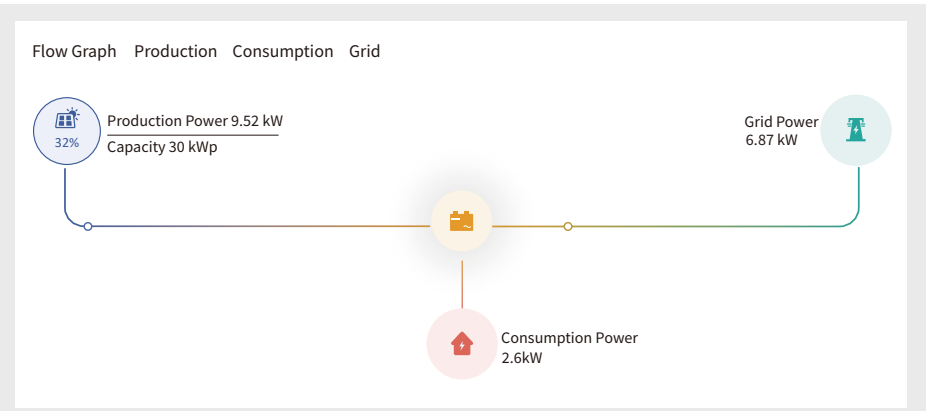 Flow Graph Production Consumption Grid
Production Power 9.52 kW
32%
Capacity 30 kWp
Grid Power
6.87 kW
Consumption Power
2.6kW